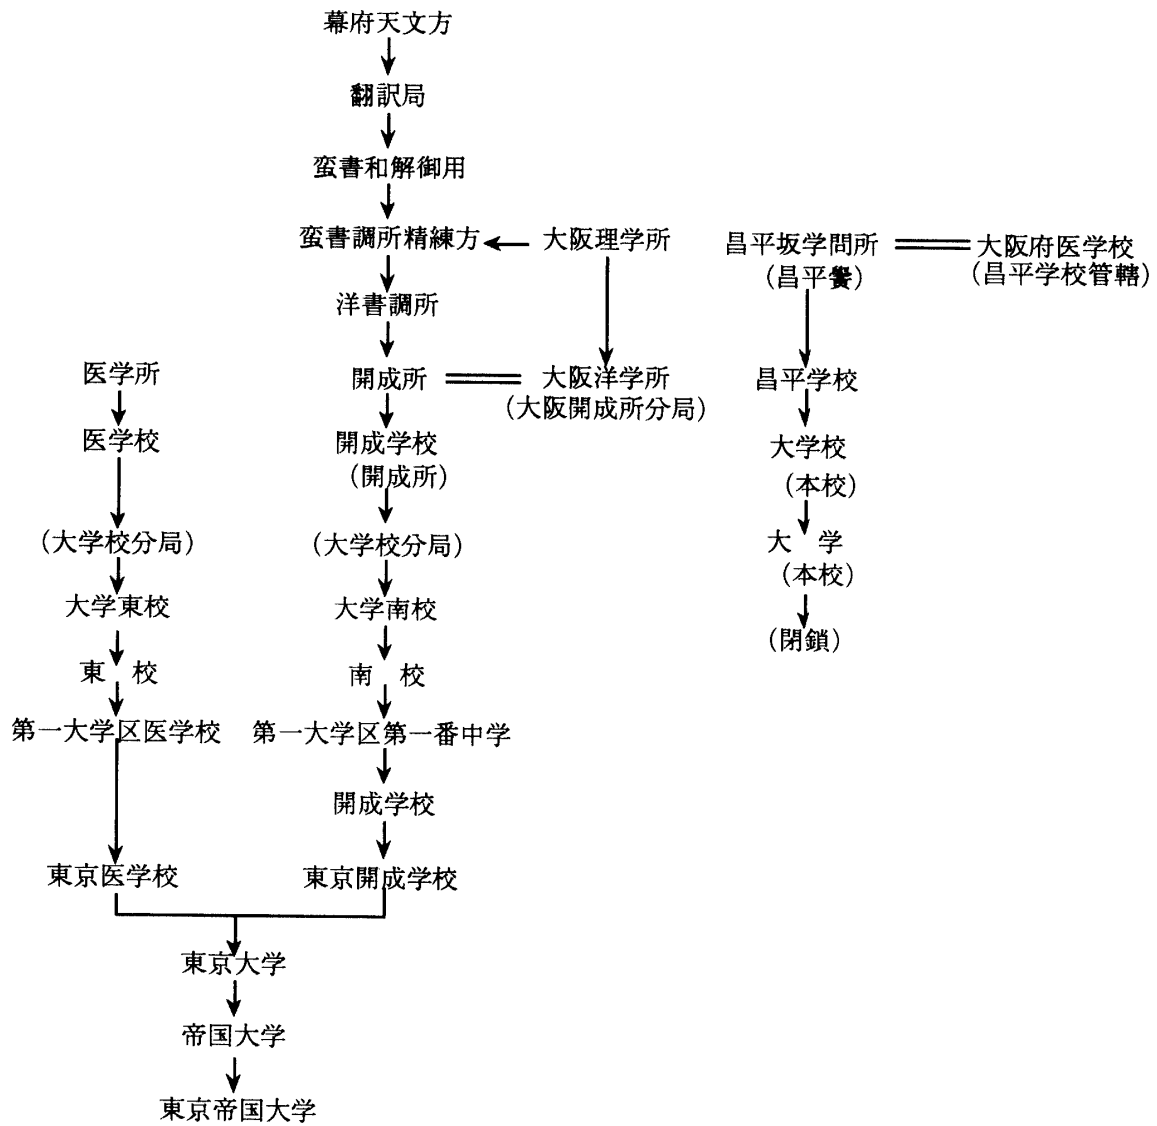 幕府天文方
翻訳局
蛮書和解御用
蛮書調所精練方
大阪理学所
昌平坂学問所
(昌平黌)
大阪府医学校
(昌平学校管轄)
洋書調所
医学所
開成所
大阪洋学所
(大阪開成所分局)
昌平学校
医学校
開成学校
(開成所)
大学校
(本校)
(大学校分局)
(大学校分局)
大 学
(本校)
大学東校
大学南校
(閉鎖)
東 校
南 校
第一大学区医学校
第一大学区第一番中学
開成学校
東京医学校
東京開成学校
東京大学
帝国大学
東京帝国大学